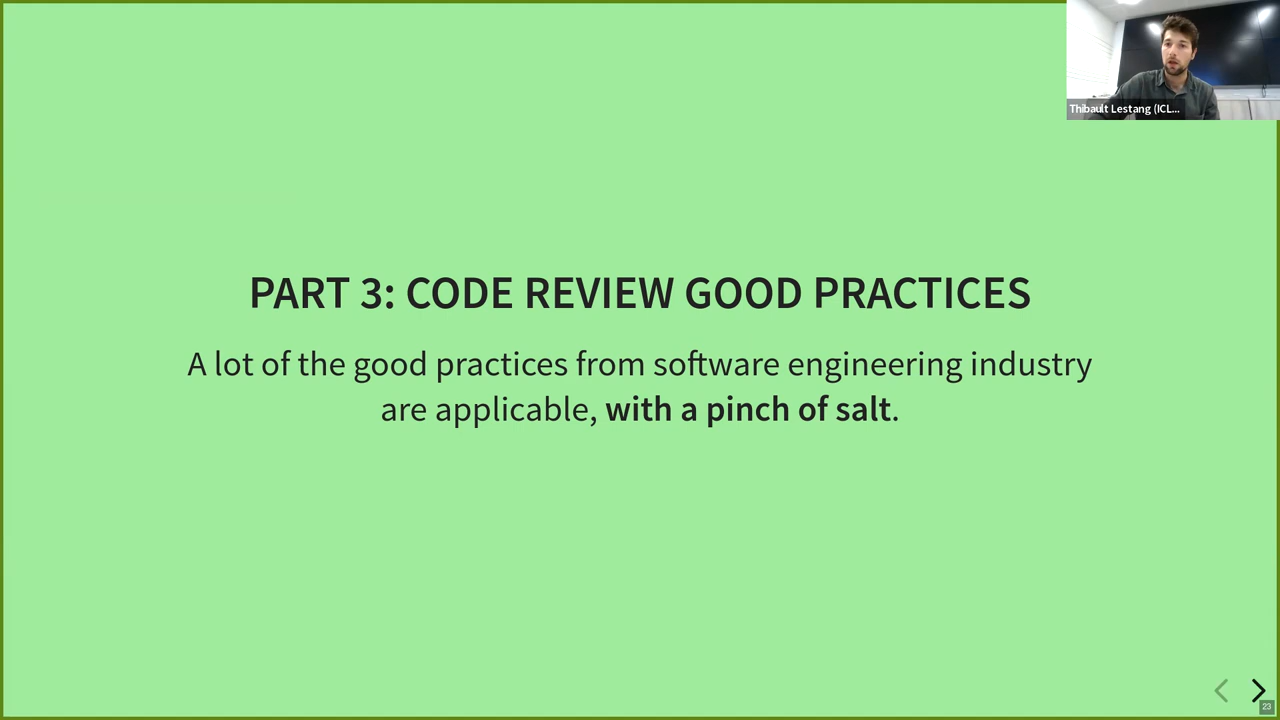 Thibault Lestang (ICL...
PART 3: CODE REVIEW GOOD PRACTICES
A lot of the good practices from software engineering industry
are applicable, with a pinch of salt.
23